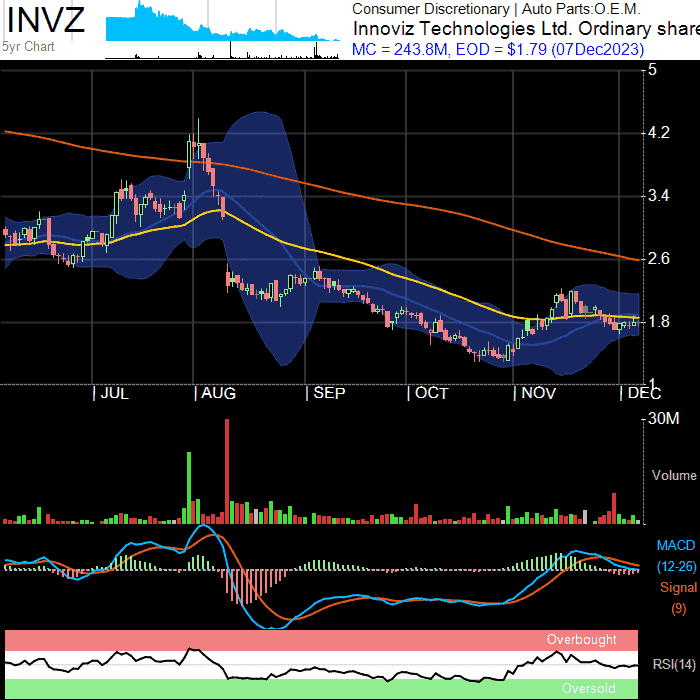 INVZ
5yr Chart
Consumer Discretionary | Auto Parts:O.E.M.
Innoviz Technologies Ltd. Ordinary share
MC = 243.8M, EOD = $1.79 (07Dec2023)
5
4.2
3.4
2.6
1.8
1
| JUL | AUG | SEP | OCT | NOV | DEC
30M
Volume
MACD
(12-26)
Signal
(9)
Overbought
RSI(14)
Oversold